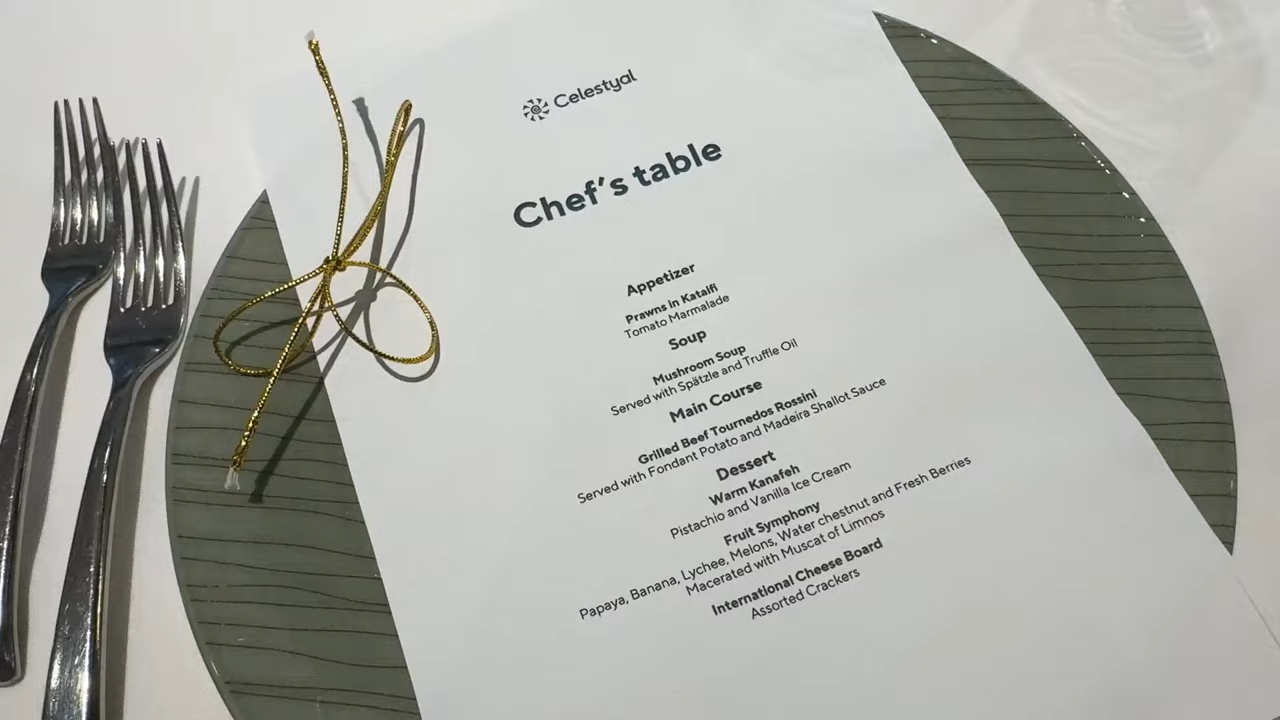 Celestyal
Chef's table
Appetizer
Prawns in Kataifi
Tomato Marmalade
Soup
Mushroom Soup
Served with Spätzle and Truffle Oil
Main Course
Grilled Beef Tournedos Rossini
Served with Fondant Potato and Madeira Shallot Sauce
Dessert
Warm Kanafeh
Pistachio and Vanilla Ice Cream
Fruit Symphony
Papaya, Banana, Lychee, Melons, Water chestnut and Fresh Berries
Macerated with Muscat of Limnos
International Cheese Board
Assorted Crackers